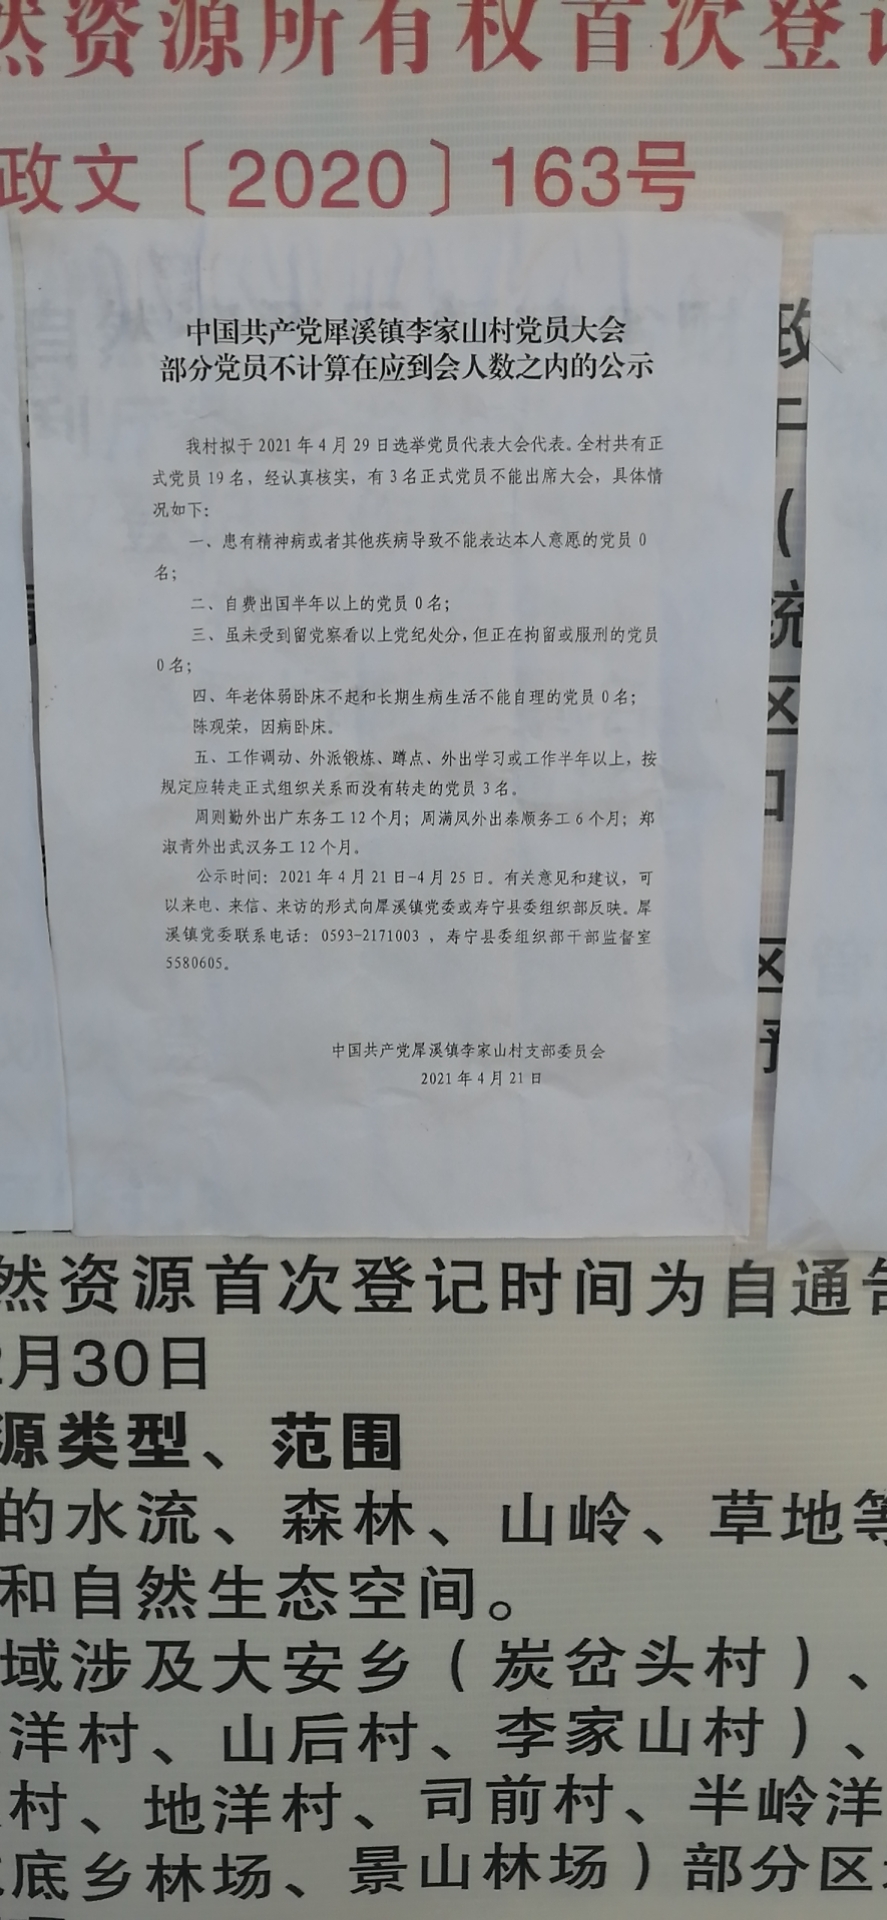 然资源所有权首次登记
政文〔2020〕163号
中国共产党犀溪镇李家山村党员大会
部分党员不计算在应到会人数之内的公示
我村拟于2021年4月29日选举党员代表大会代表。全村共有正
式党员19名，经认真核实，有3名正式党员不能出席大会，具体情
况如下：
一、患有精神病或者其他疾病导致不能表达本人意愿的党员0
名；
二、自费出国半年以上的党员0名；
三、虽未受到留党察看以上党纪处分，但正在拘留或服刑的党员
0名；
四、年老体弱卧床不起和长期生病生活不能自理的党员0名；
陈观荣，因病卧床。
五、工作调动、外派锻炼、蹲点、外出学习或工作半年以上，按
规定应转走正式组织关系而没有转走的党员3名。
周则勤外出广东务工12个月；周满凤外出泰顺务工6个月；郑
淑青外出武汉务工12个月。
公示时间：2021年4月21日-4月25日。有关意见和建议，可
以来电、来信、来访的形式向犀溪镇党委或寿宁县委组织部反映。犀
溪镇党委联系电话：0593-2171003，寿宁县委组织部干部监督室
5580605。
中国共产党犀溪镇李家山村支部委员会
2021年4月21日
政
（
统
区
口
区
然资源首次登记时间为自通告
2月30日
源类型、范围
的水流、森林、山岭、草地等
和自然生态空间。
域涉及大安乡（炭岔头村）、
洋村、山后村、李家山村）、
村、地洋村、司前村、半岭洋
底乡林场、景山林场）部分区